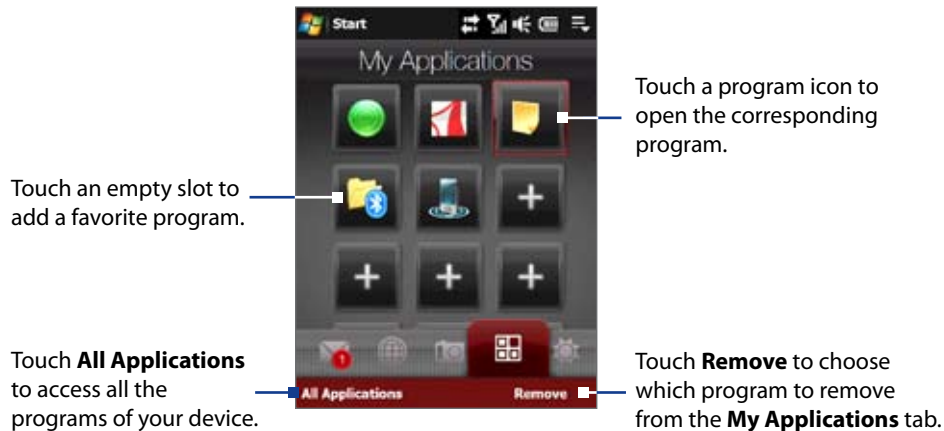 Start
My Applications
Touch a program icon to
open the corresponding
program.
Touch an empty slot to
add a favorite program.
1
Touch All Applications
to access all the
programs of your device.
All Applications
Remove
Touch Remove to choose
which program to remove
from the My Applications tab.